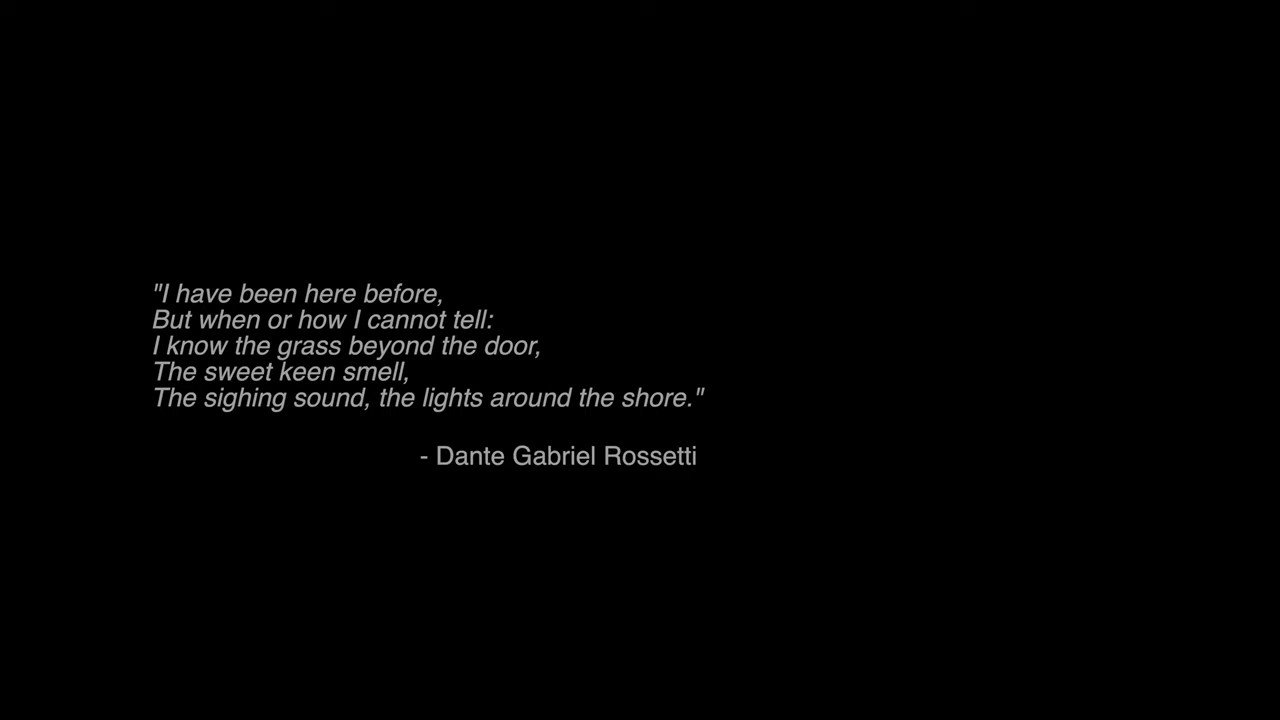 "I have been here before,
But when or how I cannot tell:
I know the grass beyond the door,
The sweet keen smell,
The sighing sound, the lights around the shore."
- Dante Gabriel Rossetti